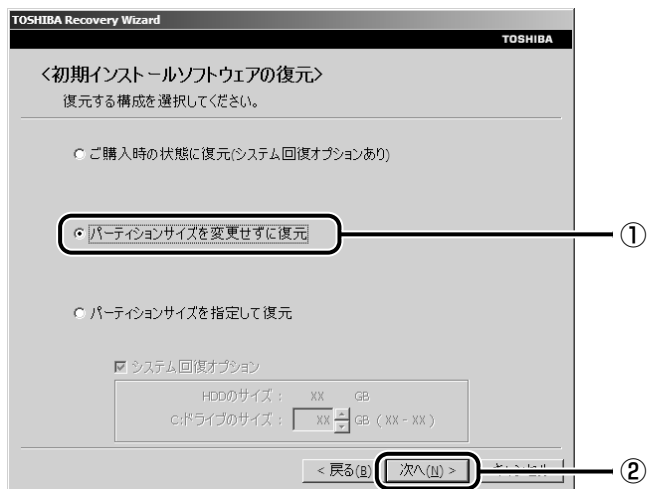 TOSHIBA Recovery Wizard
TOSHIBA
<初期インストールソフトウェアの復元>
復元する構成を選択してください。
ご購入時の状態に復元(システム回復オプションあり)
パーティションサイズを変更せずに復元
①
パーティションサイズを指定して復元
システム回復オプション
HDDのサイズ： XX GB
C:ドライブのサイズ： XX GB ( XX - XX )
< 戻る(B) 次へ(N) > ②